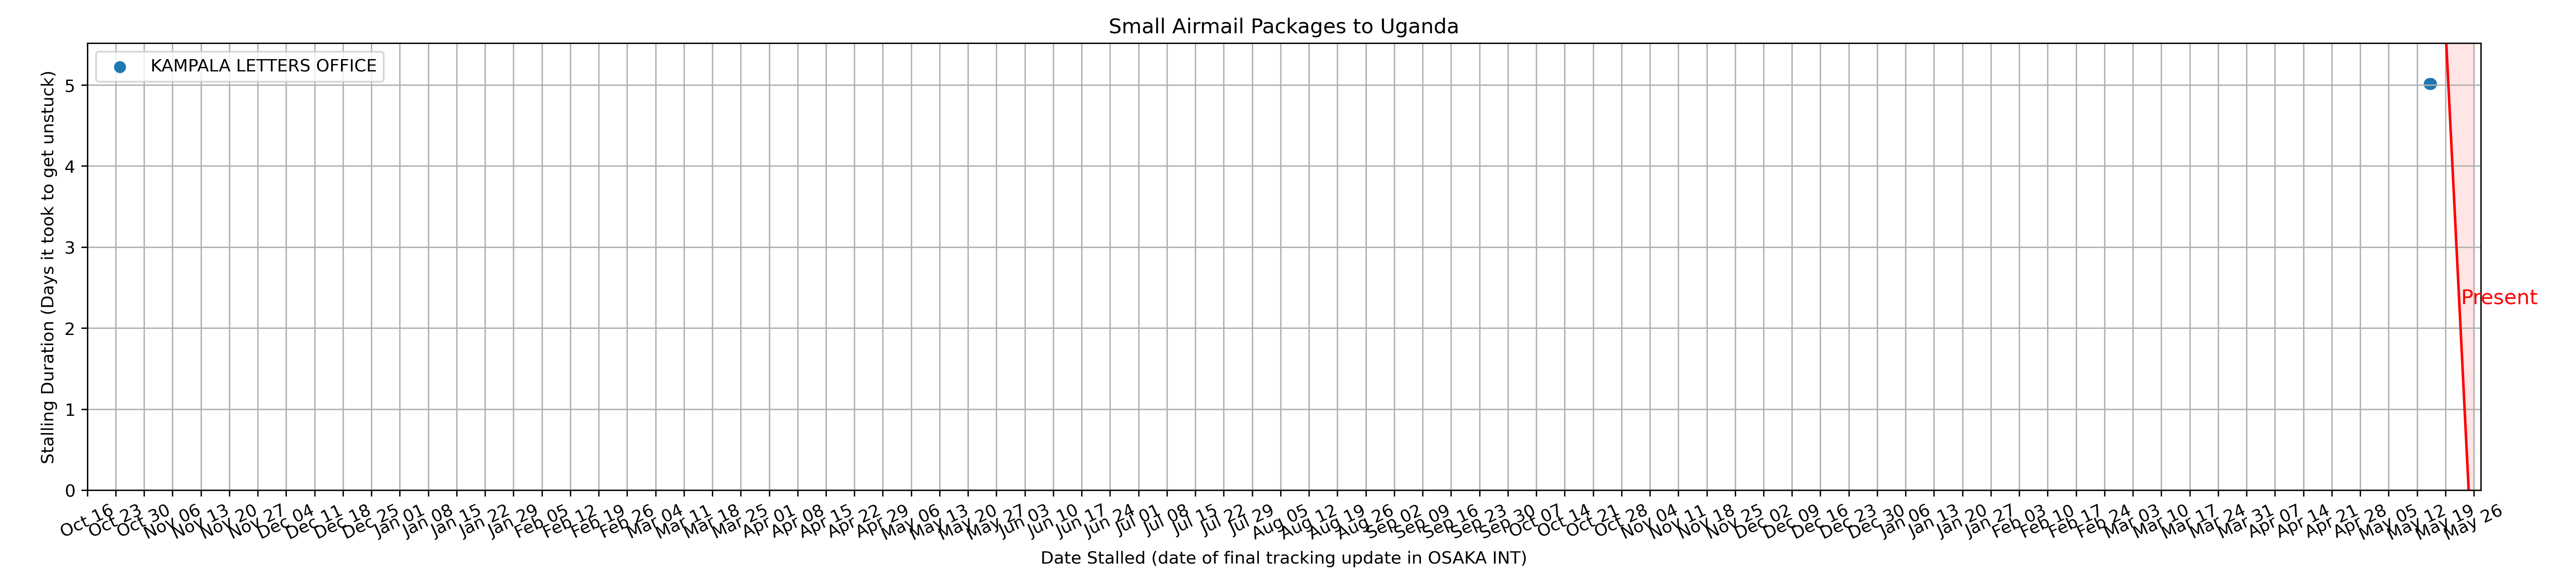 Small Airmail Packages to Uganda
KAMPALA LETTERS OFFICE
Stalling Duration (Days it took to get unstuck)
5
4
3
2
1
0
Present
Oct 16 Oct 23 Oct 30 Nov 06 Nov 13 Nov 20 Nov 27 Dec 04 Dec 11 Dec 18 Dec 25 Jan 01 Jan 08 Jan 15 Jan 22 Jan 29 Feb 05 Feb 12 Feb 19 Feb 26 Mar 04 Mar 11 Mar 18 Mar 25 Apr 01 Apr 08 Apr 15 Apr 22 Apr 29 May 06 May 13 May 20 May 27 Jun 03 Jun 10 Jun 17 Jun 24 Jul 01 Jul 08 Jul 15 Jul 22 Jul 29 Aug 05 Aug 12 Aug 19 Aug 26 Sep 02 Sep 09 Sep 16 Sep 23 Sep 30 Oct 07 Oct 14 Oct 21 Oct 28 Nov 04 Nov 11 Nov 18 Nov 25 Dec 02 Dec 09 Dec 16 Dec 23 Dec 30 Jan 06 Jan 13 Jan 20 Jan 27 Feb 03 Feb 10 Feb 17 Feb 24 Mar 03 Mar 10 Mar 17 Mar 24 Mar 31 Apr 07 Apr 14 Apr 21 Apr 28 May 05 May 12 May 19 May 26
Date Stalled (date of final tracking update in OSAKA INT)